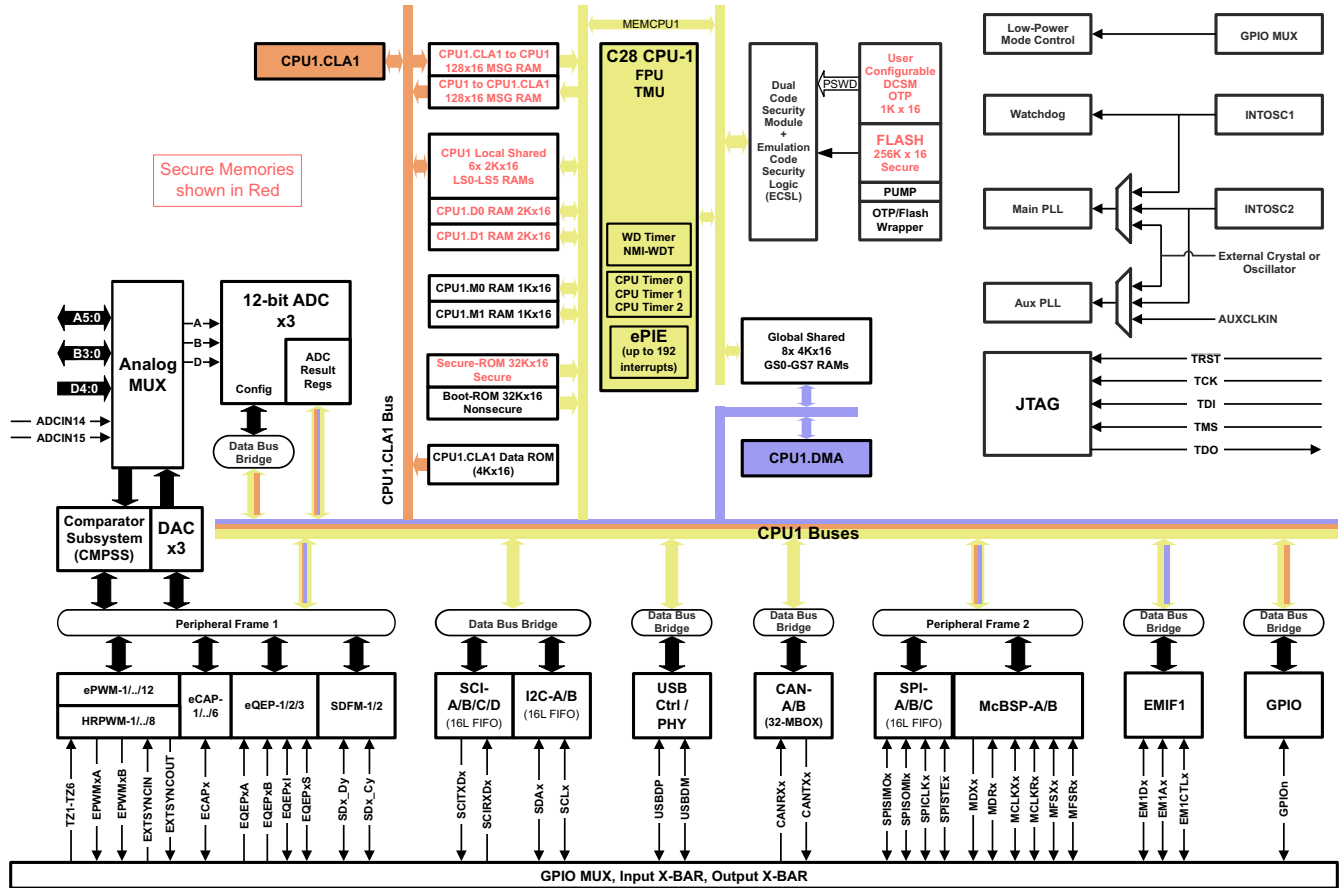 MEMCPU1
CPU1.CLA1
CPU1.CLA1 to CPU1
128x16 MSG RAM
CPU1 to CPU1.CLA1
128x16 MSG RAM
CPU1 Local Shared
6x 2Kx16
LS0-LS5 RAMs
CPU1.D0 RAM 2Kx16
CPU1.D1 RAM 2Kx16
CPU1.M0 RAM 1Kx16
CPU1.M1 RAM 1Kx16
Secure-ROM 32Kx16
Secure
Boot-ROM 32Kx16
Nonsecure
CPU1.CLA1 Data ROM
(4Kx16)
CPU1.CLA1 Bus
Secure Memories
shown in Red
C28 CPU-1
FPU
TMU
WD Timer
NMI-WDT
CPU Timer 0
CPU Timer 1
CPU Timer 2
ePIE
(up to 192
interrupts)
Dual
Code
Security
Module
+
Emulation
Code
Security
Logic
(ECSL)
PSWD
User
Configurable
DCSM
OTP
1K x 16
FLASH
256K x 16
Secure
PUMP
OTP/Flash
Wrapper
Global Shared
8x 4Kx16
GS0-GS7 RAMs
CPU1.DMA
Low-Power
Mode Control
GPIO MUX
Watchdog
INTOSC1
Main PLL
INTOSC2
External Crystal or
Oscillator
Aux PLL
AUXCLKIN
JTAG
TRST
TCK
TDI
TMS
TDO
A5:0
B3:0
D4:0
ADCIN14
ADCIN15
Analog
MUX
A
B
D
12-bit ADC
x3
ADC
Result
Regs
Config
Data Bus
Bridge
Comparator
Subsystem
(CMPSS)
DAC
x3
CPU1 Buses
Peripheral Frame 1
Data Bus Bridge
Data Bus
Bridge
Data Bus
Bridge
Peripheral Frame 2
Data Bus
Bridge
Data Bus
Bridge
ePWM-1/../12
HRPWM-1/../8
eCAP-
1/../6
eQEP-1/2/3
SDFM-1/2
SCI-
A/B/C/D
(16L FIFO)
I2C-A/B
(16L FIFO)
USB
Ctrl /
PHY
CAN-
A/B
(32-MBOX)
SPI-
A/B/C
(16L FIFO)
McBSP-A/B
EMIF1
GPIO
TZ1-TZ6
EPWMxA
EPWMxB
EXTSYNCIN
EXTSYNCOUT
ECAPx
EQEPxA
EQEPxB
EQEPxI
EQEPxS
SDx_Dy
SDx_Cy
SCITXDx
SCIRXDx
SDAx
SCLx
USBDP
USBDM
CANRXx
CANTXx
SPISIMOx
SPISOMIx
SPICLKx
SPISTEx
MDXx
MDRx
MCLKXx
MCLKRx
MFSXx
MFSRx
EM1Dx
EM1Ax
EM1CTLx
GPIOn
GPIO MUX, Input X-BAR, Output X-BAR